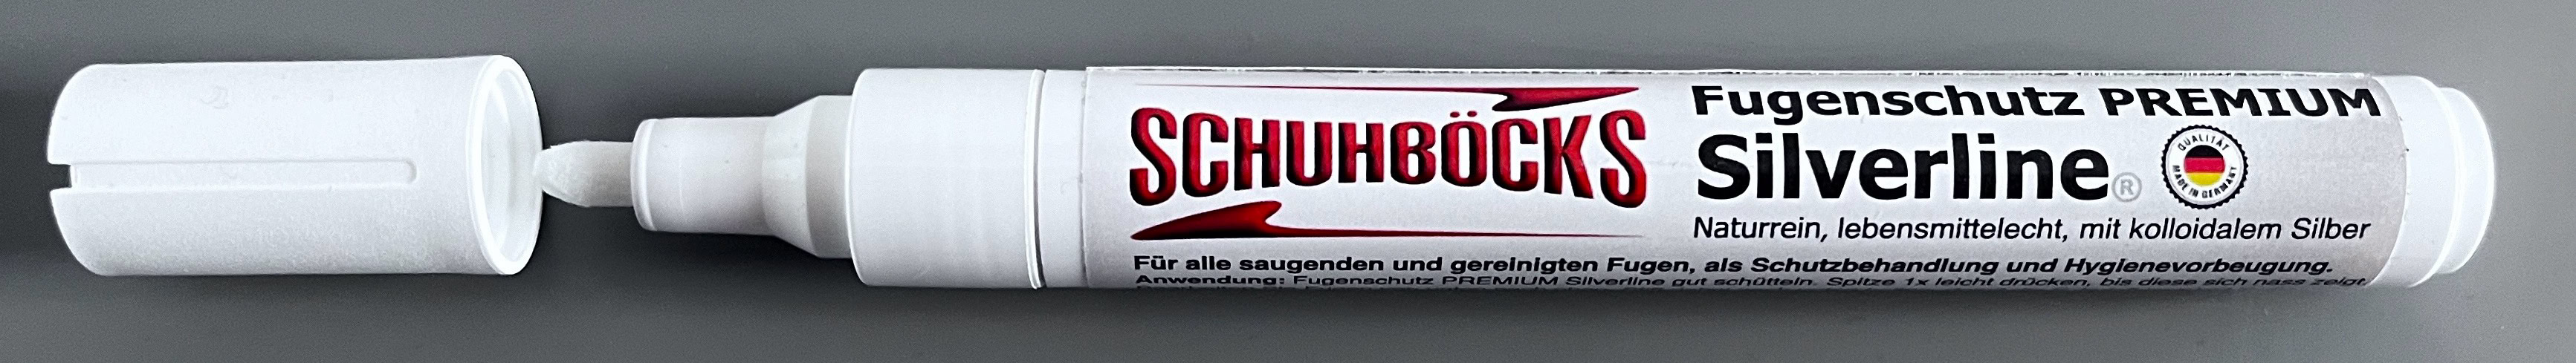 SCHUHBÖCKS
Fugenschutz PREMIUM
Silverline®
QUALITÄT
MADE IN GERMANY
Naturrein, lebensmittelecht, mit kolloidalem Silber
Für alle saugenden und gereinigten Fugen, als Schutzbehandlung und Hygienevorbeugung.
Anwendung: Fugenschutz PREMIUM Silverline gut schütteln. Spitze 1x leicht drücken, bis diese sich nass zeigt.